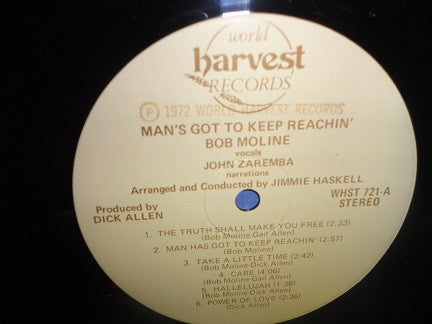 world
harvest
RECORDS
Ⓟ 1972 WORLD HARVEST RECORDS
MAN'S GOT TO KEEP REACHIN'
BOB MOLINE
vocals
JOHN ZAREMBA
narrations
Arranged and Conducted by JIMMIE HASKELL
Produced by
DICK ALLEN
WHST 721-A
STEREO
1. THE TRUTH SHALL MAKE YOU FREE (2:33)
(Bob Moline-Gait Allen)
2. MAN HAS GOT TO KEEP REACHIN' (2:57)
(Bob Moline-Gait Allen)
3. TAKE A LITTLE TIME (2:42)
(Bob Moline-Dick Allen)
4. CARE (4:06)
(Bob Moline-Gait Allen)
5. HALLELUJAH (1:38)
(Bob Moline-Dick Allen)
6. POWER OF LOVE (2:36)
(Dick Allen)